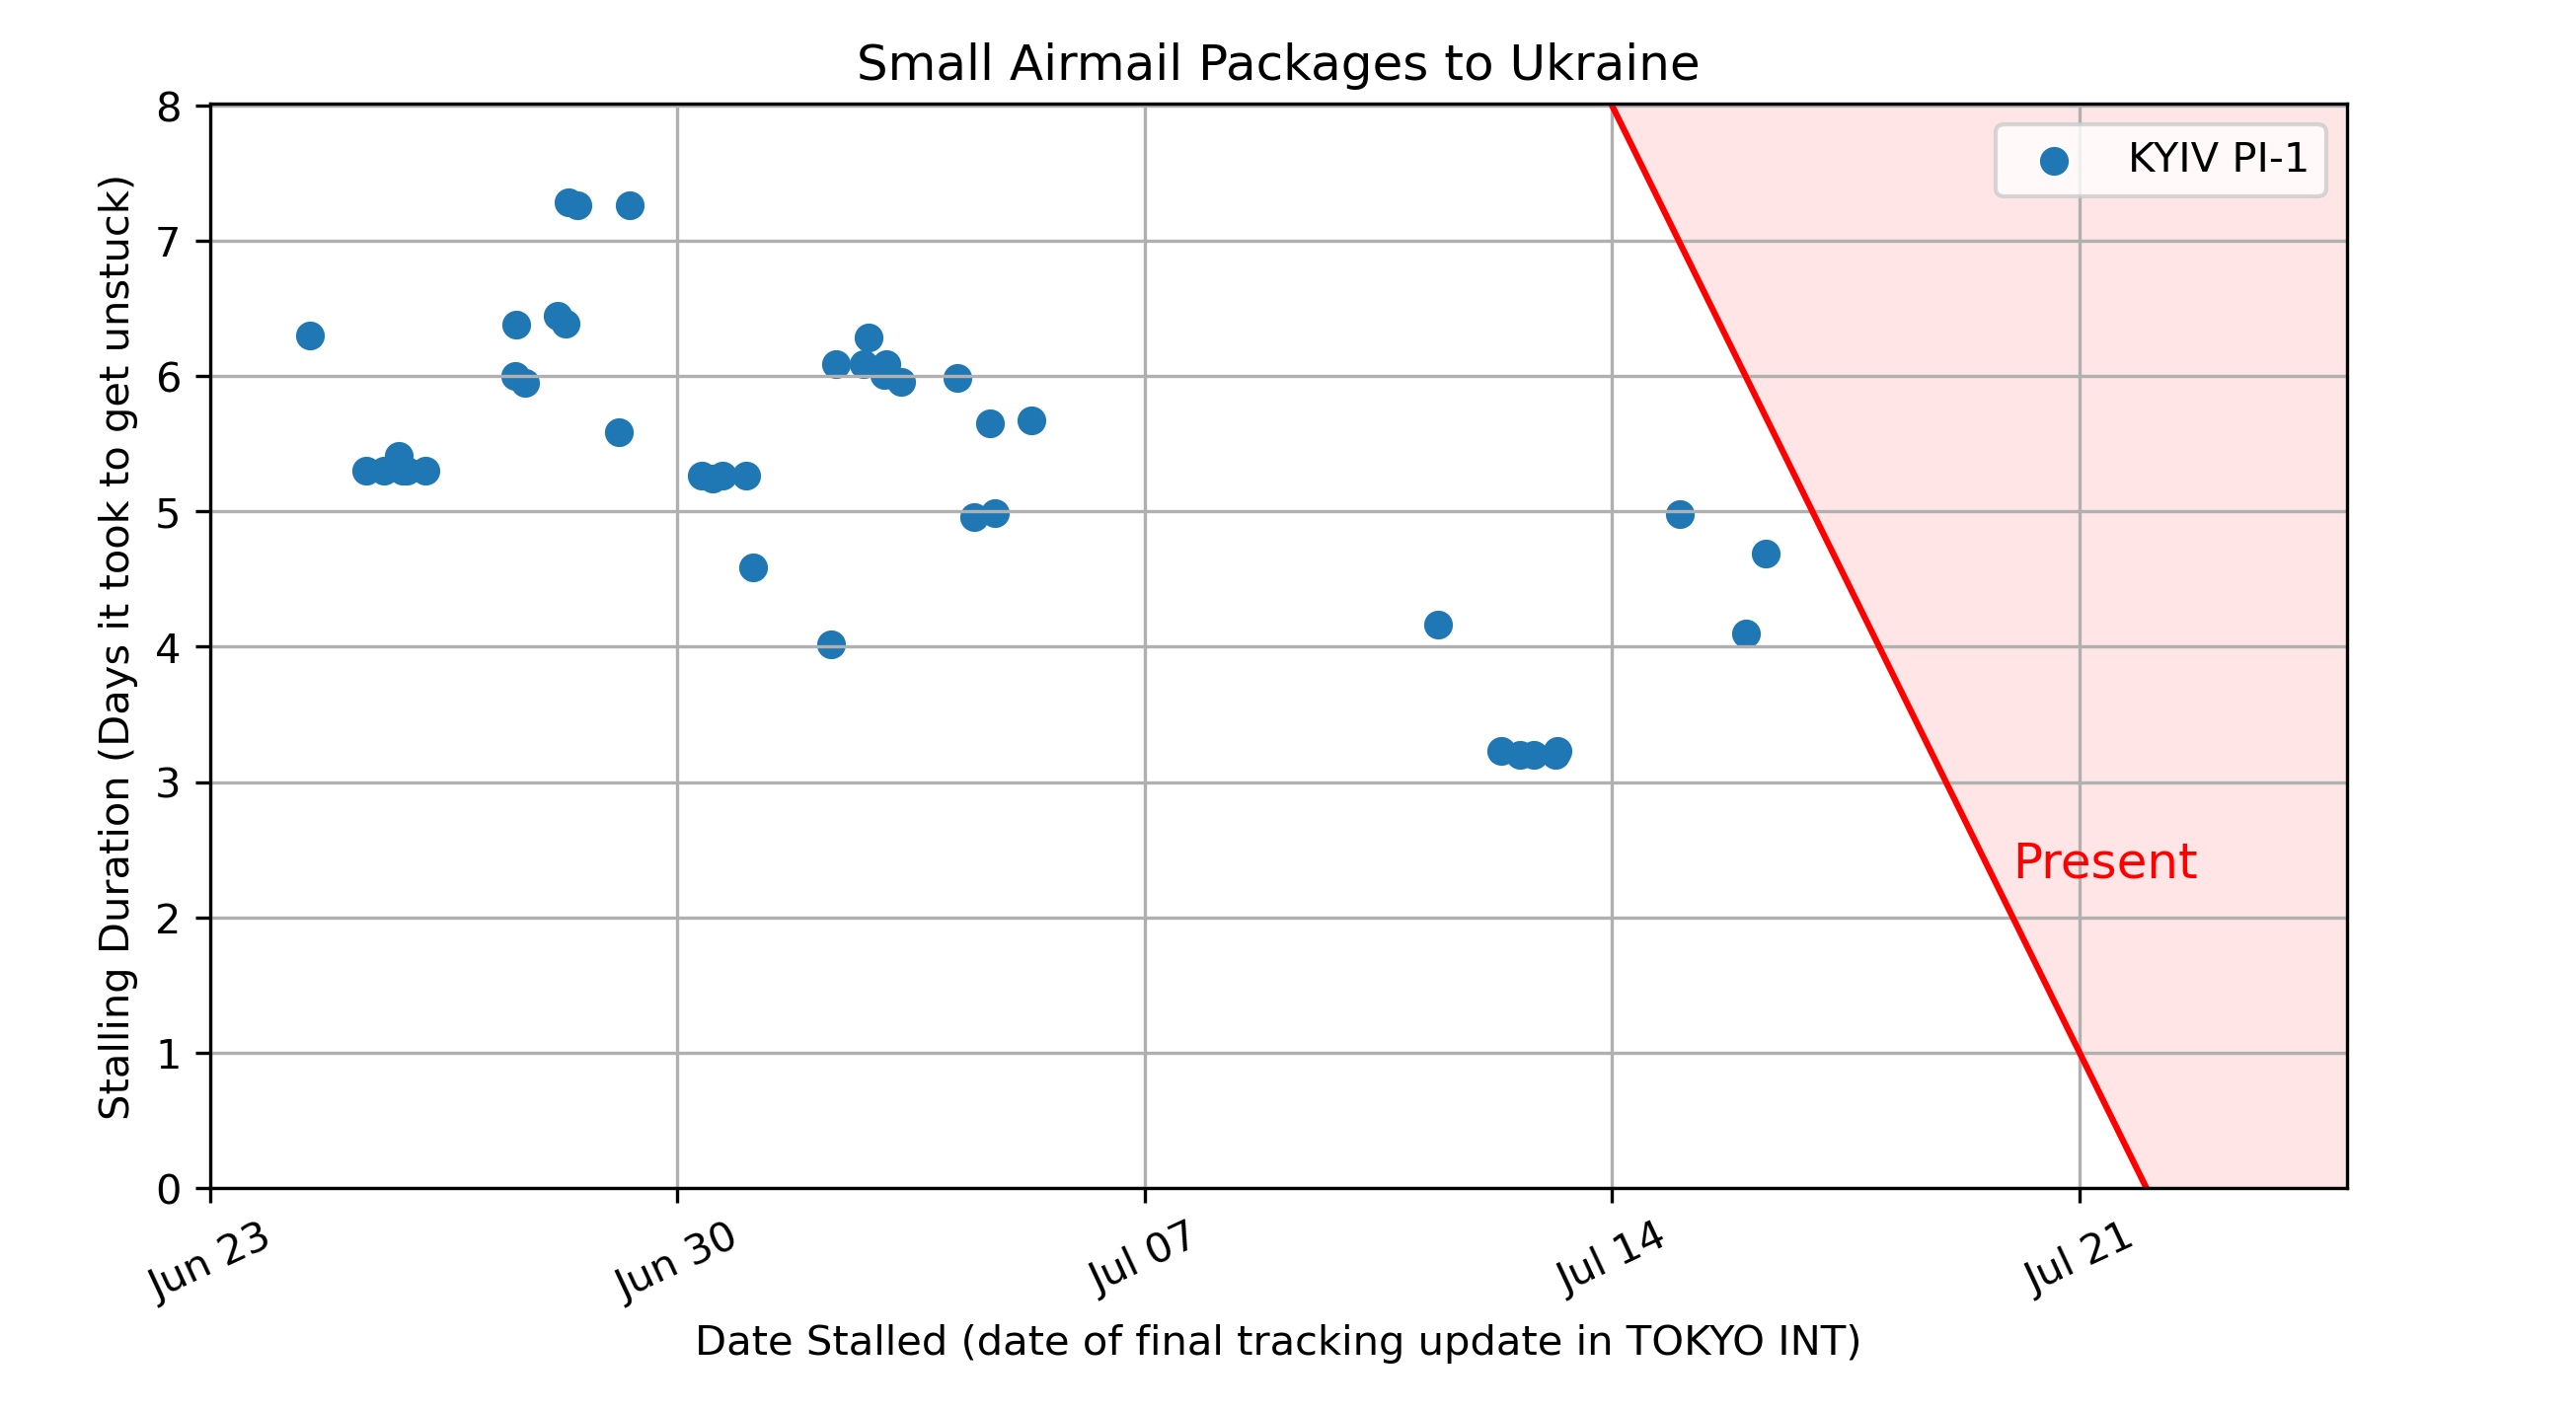 Small Airmail Packages to Ukraine
KYIV PI-1
Stalling Duration (Days it took to get unstuck)
8
7
6
5
4
3
2
1
0
Present
Jun 23
Jun 30
Jul 07
Jul 14
Jul 21
Date Stalled (date of final tracking update in TOKYO INT)